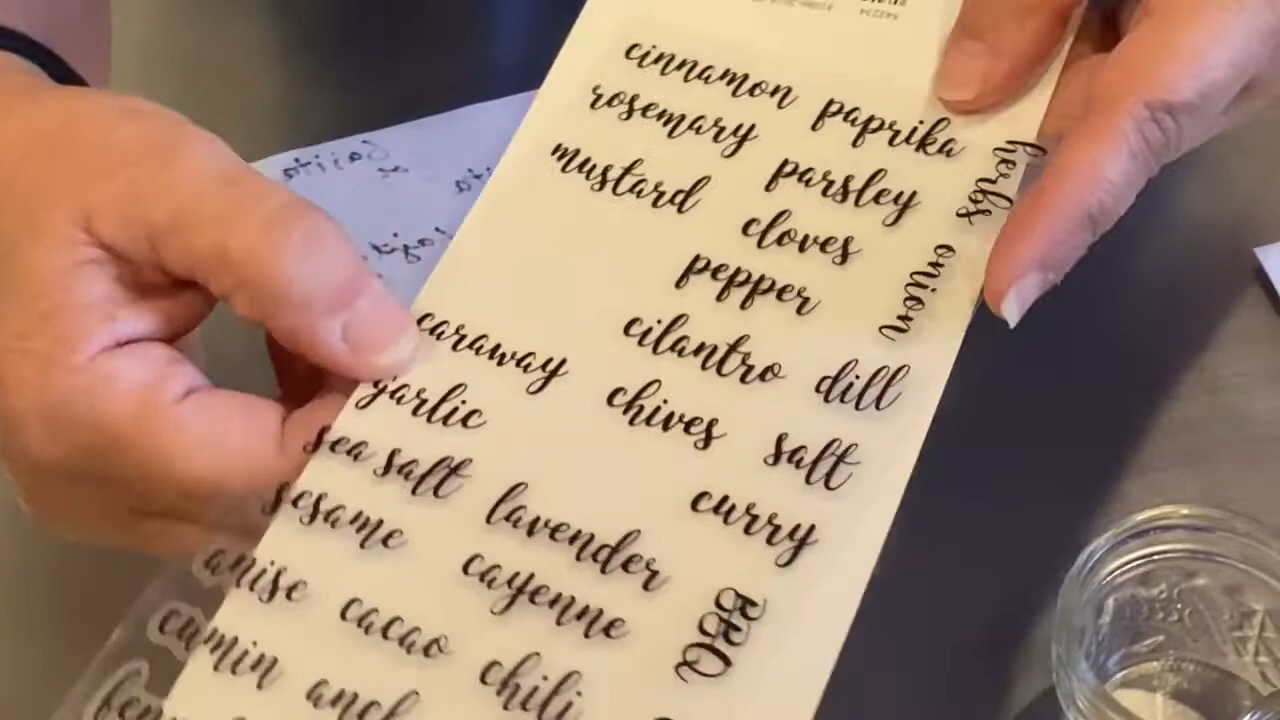 cinnamon paprika
rosemary parsley herbs
mustard cloves onion
pepper
cilantro dill
caraway chives salt
garlic
curry
sea salt lavender
sesame cayenne BBQ
anise cacao chili
cumin